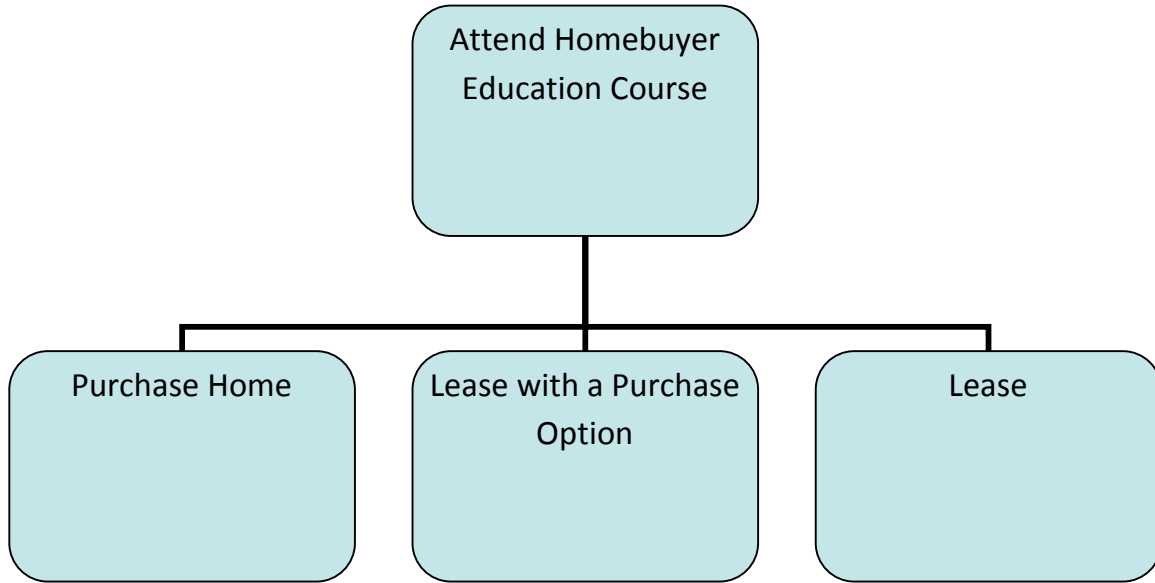 Attend Homebuyer
Education Course
Purchase Home
Lease with a Purchase
Option
Lease